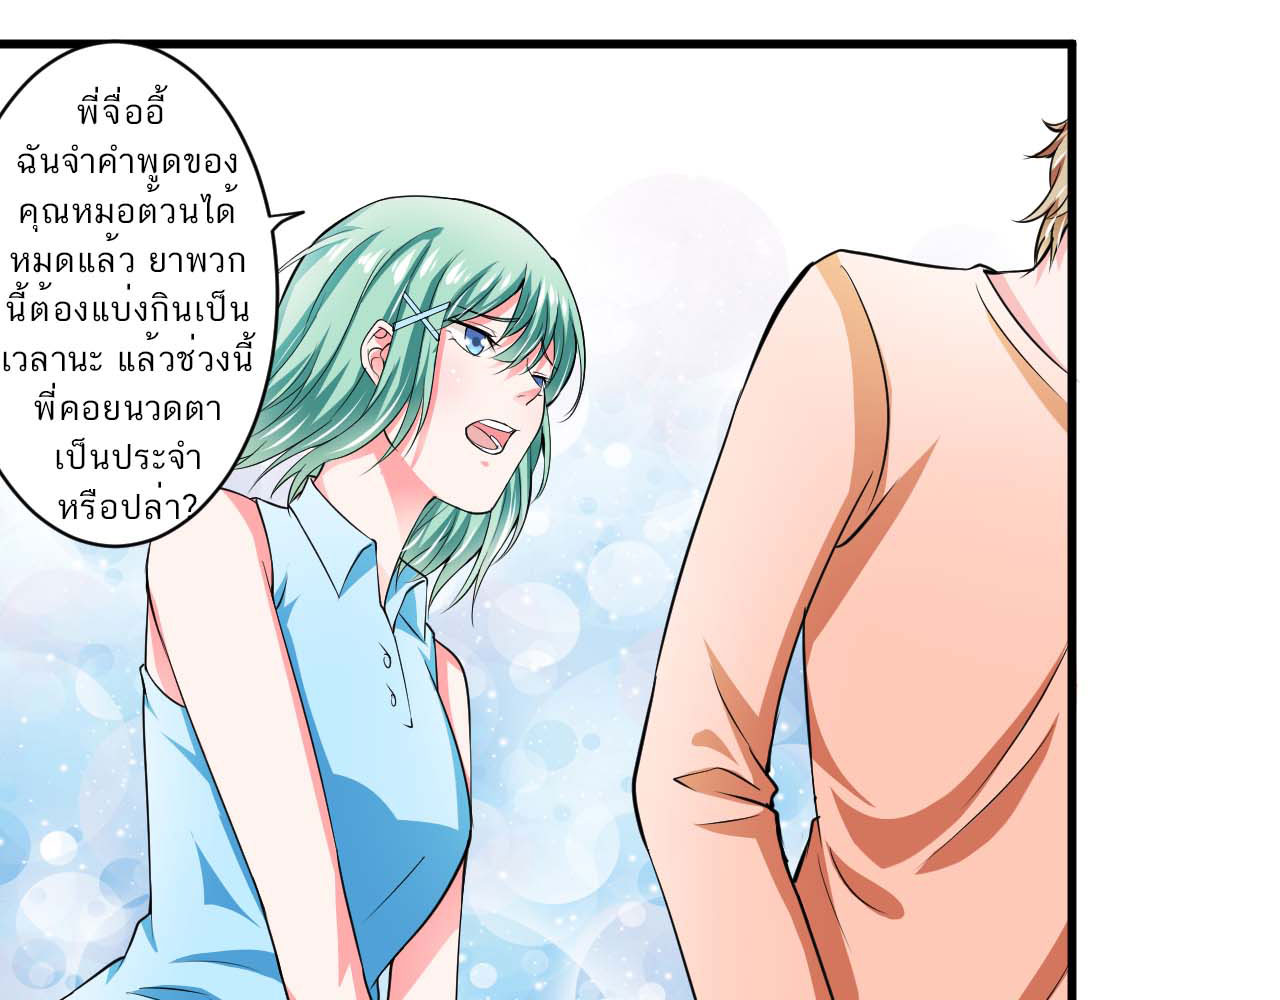 พี่จื่ออี้
ฉันจำคำพูดของ
คุณหมอต้วนได้
หมดแล้ว ยาพวก
นี้ต้องแบ่งกินเป็น
เวลานะ แล้วช่วงนี้
พี่คอยนวดตา
เป็นประจำ
หรือปล่า?